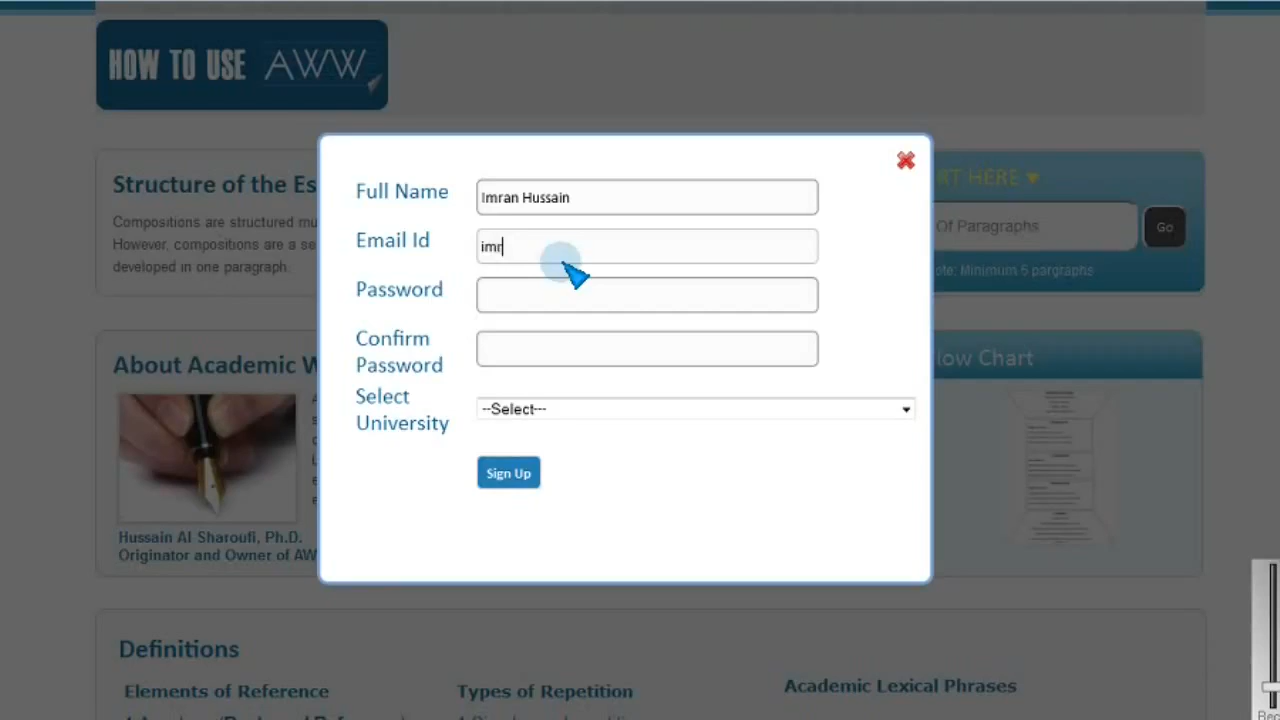 HOW TO USE AWW
Structure of the Es
Compositions are structured mu
However, compositions are a se
developed in one paragraph.
Full Name
Imran Hussain
Email Id
imr
Password
Confirm
Password
Select
University
--Select---
Sign Up
RT HERE
Of Paragraphs
Go
ote: Minimum 5 pargraphs
About Academic W
Hussain Al Sharoufi, Ph.D.
Originator and Owner of AW
low Chart
Definitions
Elements of Reference
Types of Repetition
Academic Lexical Phrases